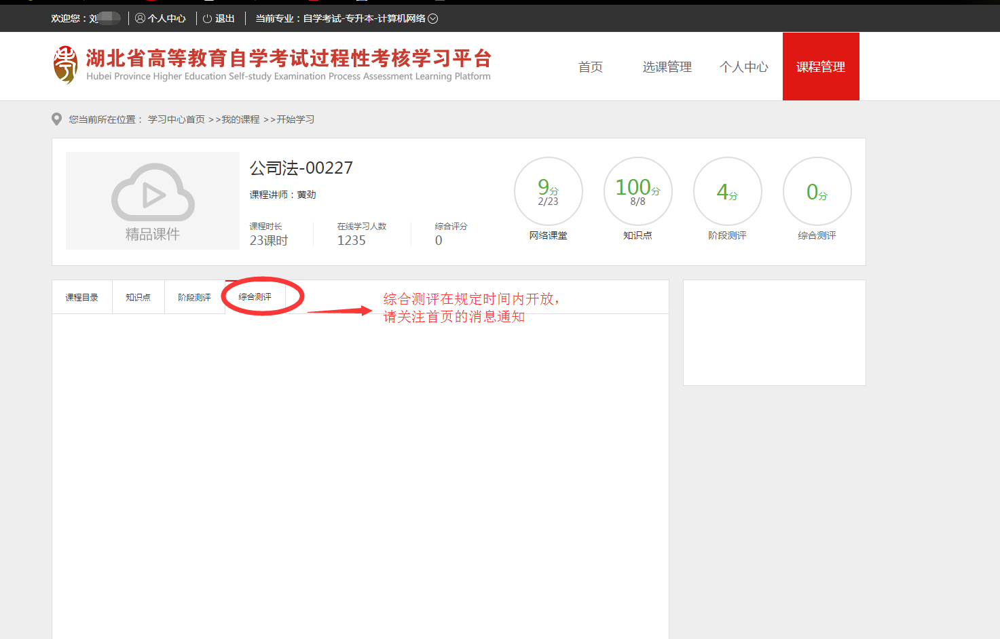 欢迎您：刘 个人中心 退出 当前专业：自学考试-专升本-计算机网络
湖北省高等教育自学考试过程性考核学习平台
Hubei Province Higher Education Self-study Examination Process Assessment Learning Platform
首页 选课管理 个人中心 课程管理
您当前所在位置： 学习中心首页 >>我的课程 >>开始学习
精品课件
公司法-00227
课程讲师：黄劲
课程时长 在线学习人数 综合评分
23课时 1235 0
9分 100分 4分 0分
2/23 8/8
网络课堂 知识点 阶段测评 综合测评
课程目录 知识点 阶段测评 综合测评
综合测评在规定时间内开放，
请关注首页的消息通知